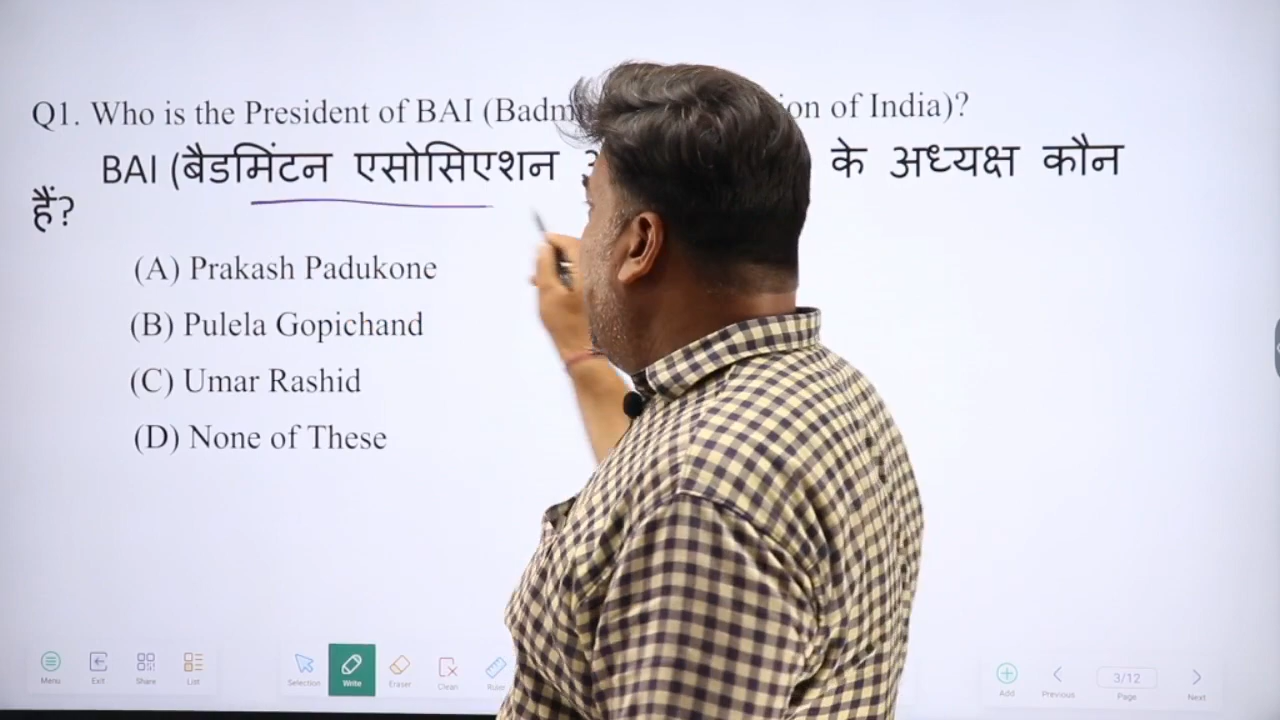 Q1. Who is the President of BAI (Badm on of India)?
BAI (बैडमिंटन एसोसिएशन के अध्यक्ष कौन
हैं?
(A) Prakash Padukone
(B) Pulela Gopichand
(C) Umar Rashid
(D) None of These
Menu Exit Share List Selection Write Eraser Clean Ruler Add Previous 3/12 Page Next